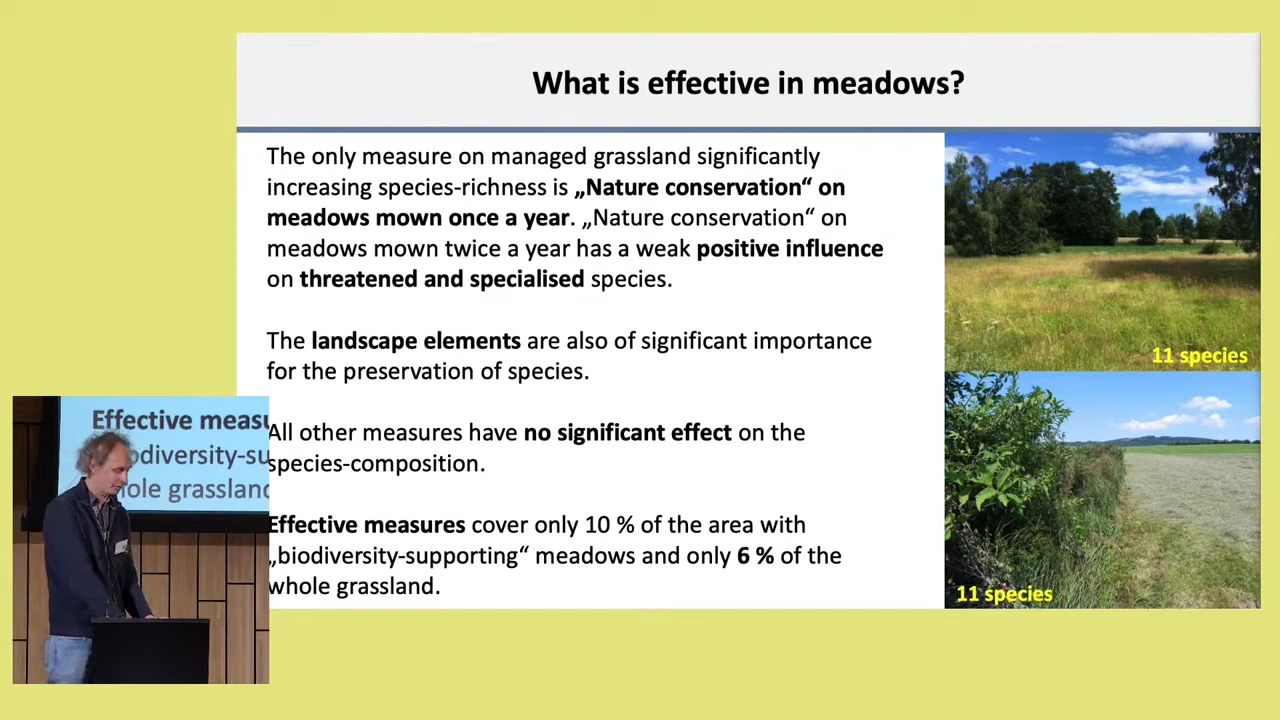 What is effective in meadows?
The only measure on managed grassland significantly
increasing species-richness is „Nature conservation“ on
meadows mown once a year. „Nature conservation“ on
meadows mown twice a year has a weak positive influence
on threatened and specialised species.
The landscape elements are also of significant importance
for the preservation of species.
All other measures have no significant effect on the
species-composition.
Effective measures cover only 10 % of the area with
„biodiversity-supporting“ meadows and only 6 % of the
whole grassland.
11 species
11 species
Effective measu
odiversity-su
ole grassland